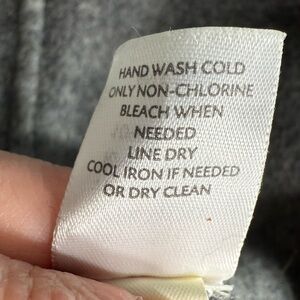 HAND WASH COLD
ONLY NON-CHLORINE
BLEACH WHEN
NEEDED
LINE DRY
COOL IRON IF NEEDED
OR DRY CLEAN